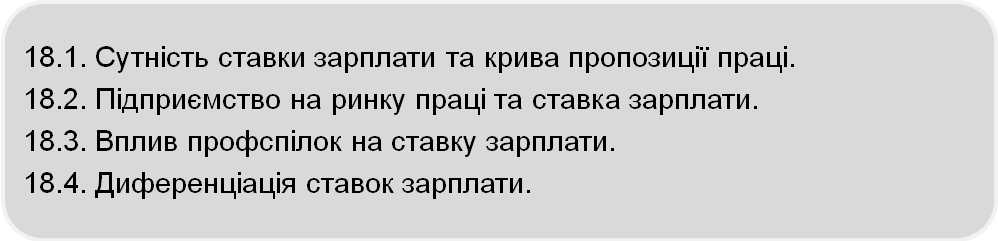 18.1. Сутність ставки зарплати та крива пропозиції праці.
18.2. Підприємство на ринку праці та ставка зарплати.
18.3. Вплив профспілок на ставку зарплати.
18.4. Диференціація ставок зарплати.